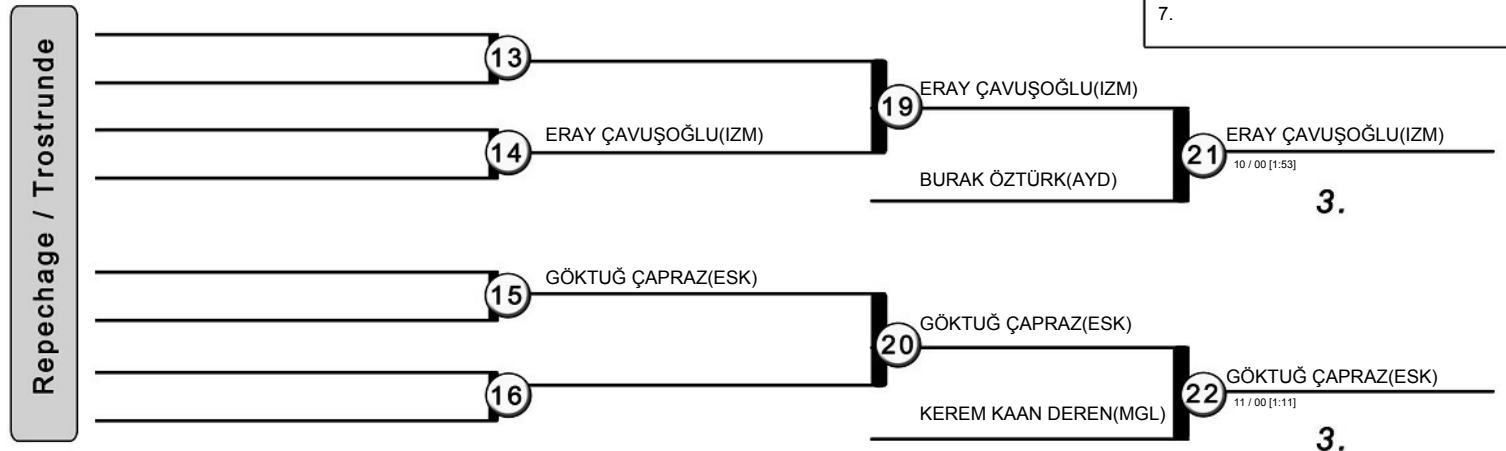 7.
Repechage / Trostrunde
13
19
ERAY ÇAVUŞOĞLU(IZM)
14
ERAY ÇAVUŞOĞLU(IZM)
21
ERAY ÇAVUŞOĞLU(IZM)
10 / 00 [1:53]
BURAK ÖZTÜRK(AYD)
3.
15
GÖKTUĞ ÇAPRAZ(ESK)
20
GÖKTUĞ ÇAPRAZ(ESK)
16
22
GÖKTUĞ ÇAPRAZ(ESK)
11 / 00 [1:11]
KEREM KAAN DEREN(MGL)
3.